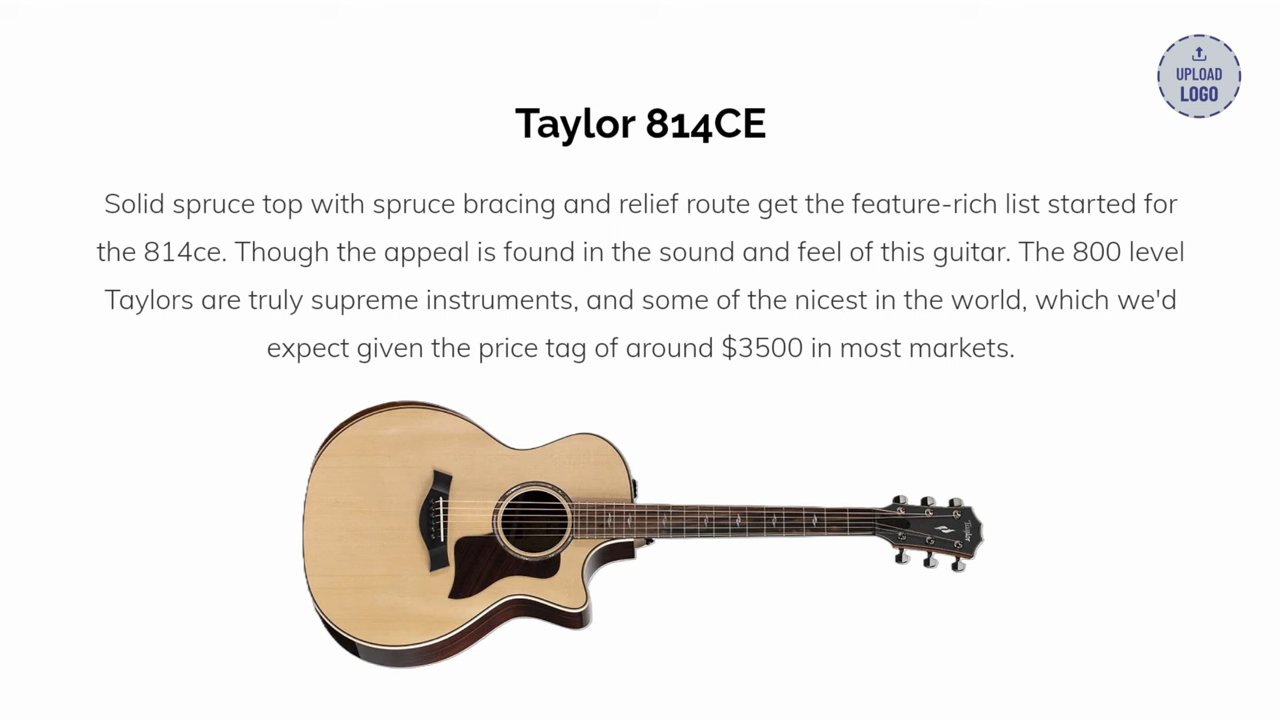 UPLOAD
LOGO
Taylor 814CE
Solid spruce top with spruce bracing and relief route get the feature-rich list started for
the 814ce. Though the appeal is found in the sound and feel of this guitar. The 800 level
Taylors are truly supreme instruments, and some of the nicest in the world, which we'd
expect given the price tag of around $3500 in most markets.
Taylor